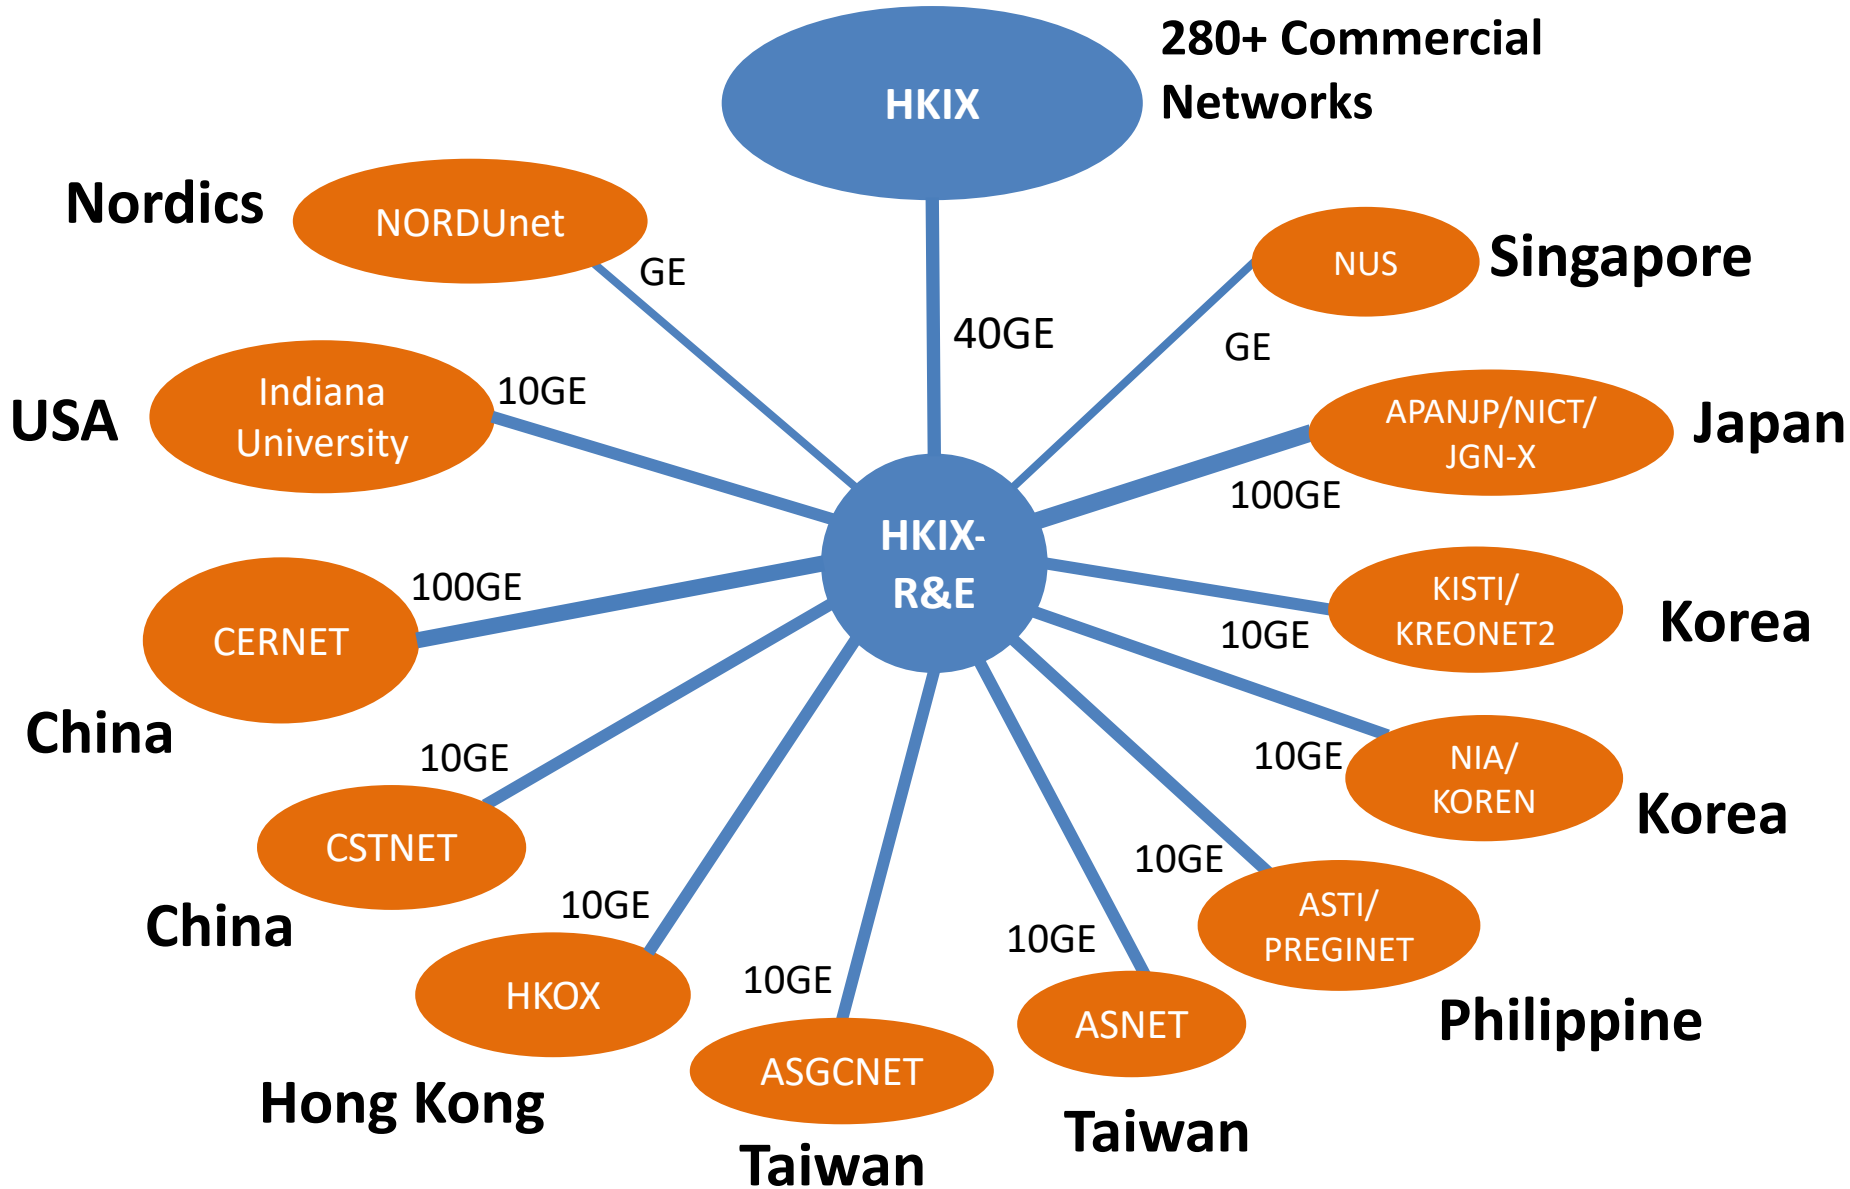 280+ Commercial
Networks
HKIX
Nordics
NORDUnet
GE
NUS
Singapore
40GE
GE
USA
Indiana
University
10GE
APANJP/NICT/
JGN-X
Japan
100GE
HKIX-
R&E
CERNET
100GE
China
KISTI/
KREONET2
10GE
Korea
10GE
CSTNET
China
NIA/
KOREN
10GE
Korea
10GE
HKOX
Hong Kong
10GE
ASTI/
PREGINET
Philippine
10GE
ASGCNET
Taiwan
10GE
ASNET
Taiwan